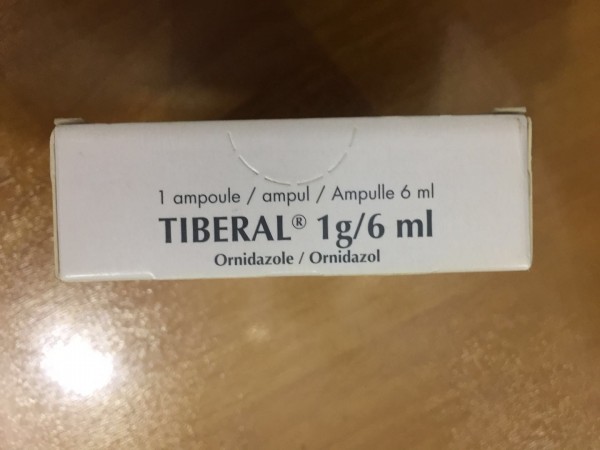 1 ampoule / ampul / Ampulle 6 ml
TIBERAL® 1g/6 ml
Ornidazole / Ornidazol